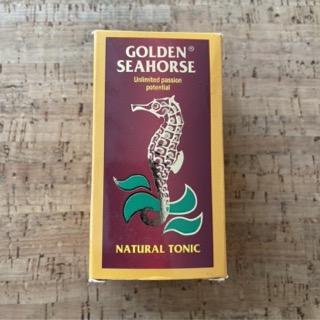 GOLDEN®
SEAHORSE
Unlimited passion
potential
NATURAL TONIC